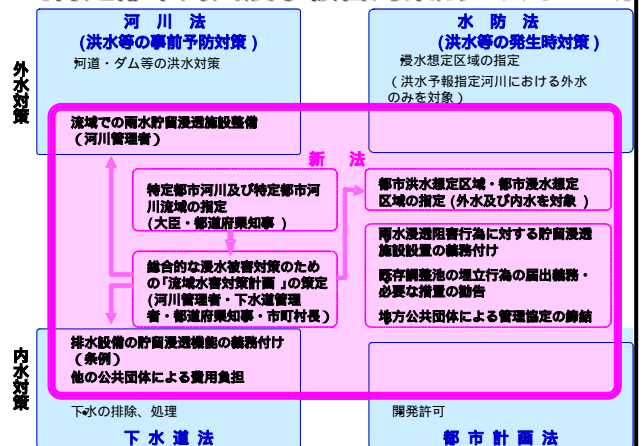 河川法
(洪水等の事前予防対策)
河道・ダム等の洪水対策
水防法
(洪水等の発生時対策)
浸水想定区域の指定
(洪水予報指定河川における外水
のみを対象)
外水対策
流域での雨水貯留浸透施設整備
(河川管理者)
新法
特定都市河川及び特定都市河
川流域の指定
(大臣・都道府県知事)
都市洪水想定区域・都市浸水想定
区域の指定(外水及び内水を対象)
総合的な浸水被害対策のため
の「流域水害対策計画」の策定
(河川管理者・下水道管理
者・都道府県知事・市町村長)
雨水浸透阻害行為に対する貯留浸透
施設設置の義務付け
既存調整池の埋立行為の届出義務・
必要な措置の勧告
地方公共団体による管理協定の締結
内水対策
排水設備の貯留浸透機能の義務付け
(条例)
他の公共団体による費用負担
下水の排除、処理
下水道法
開発許可
都市計画法